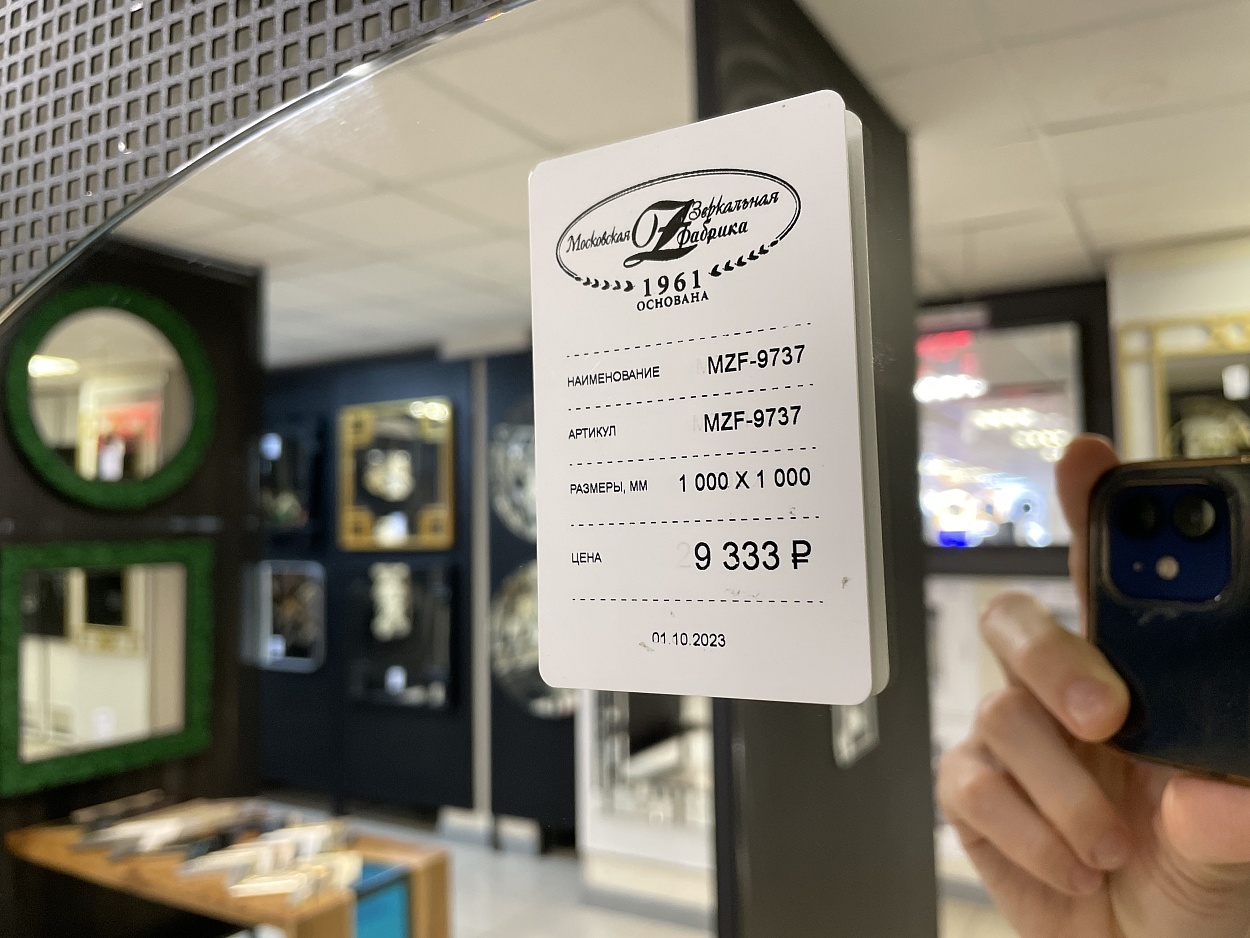 Московская Зеркальная
Фабрика
1961
ОСНОВАНА
НАИМЕНОВАНИЕ MZF-9737
АРТИКУЛ MZF-9737
РАЗМЕРЫ, ММ 1 000 X 1 000
ЦЕНА 9 333 ₽
01.10.2023